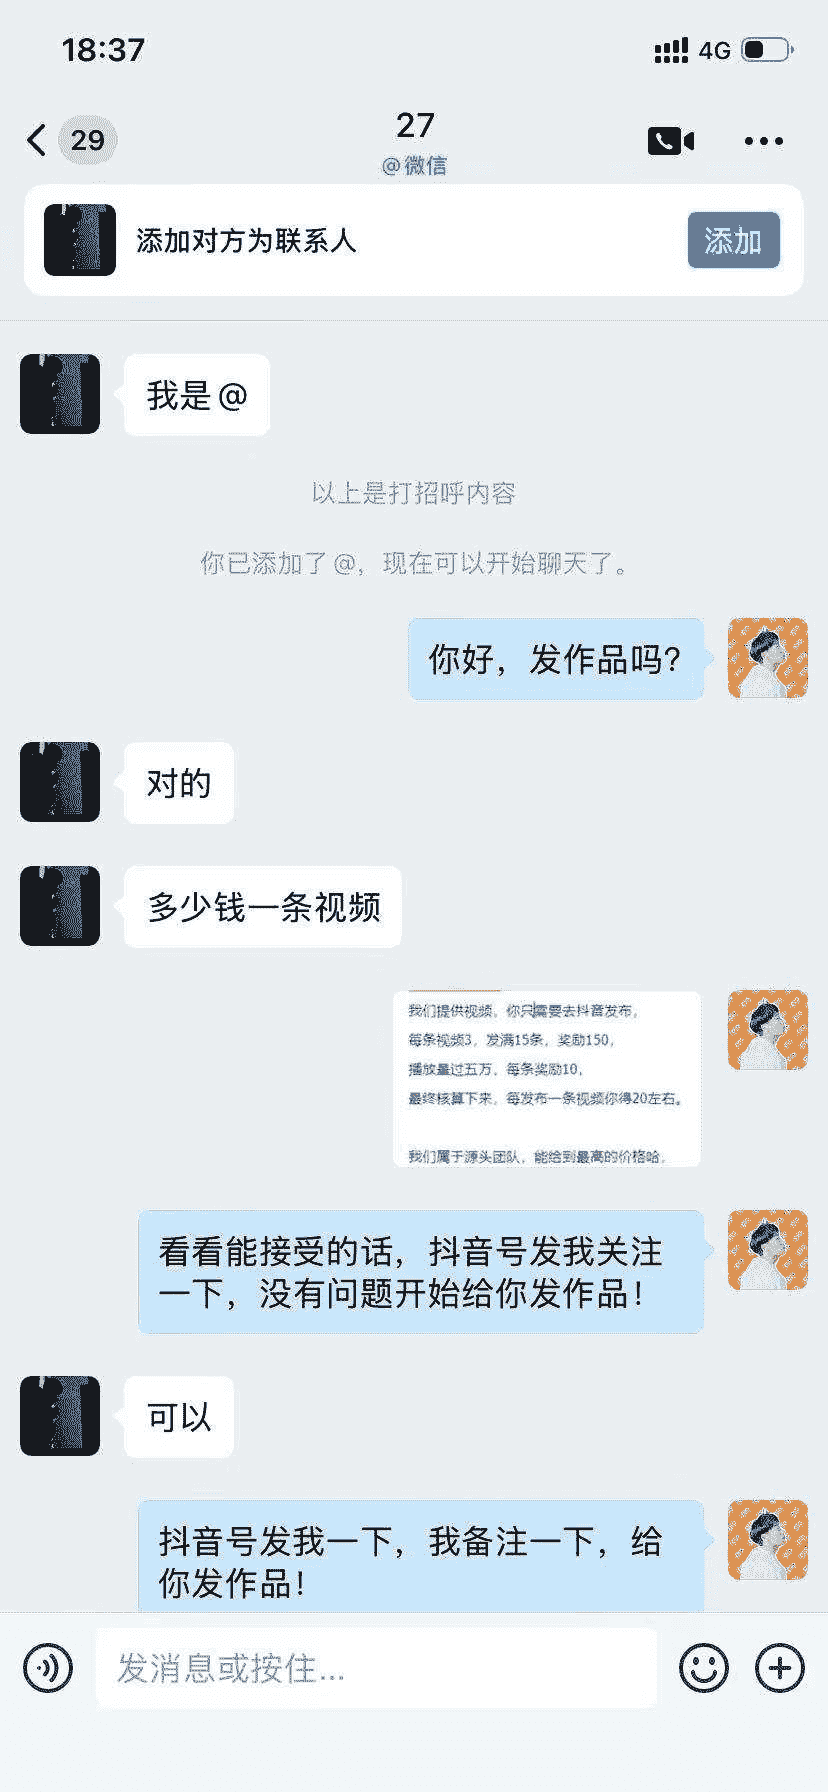 18:37
4G
29
27
@微信
添加对方为联系人
添加
我是@
以上是打招呼内容
你已添加了@，现在可以开始聊天了。
你好，发作品吗？
对的
多少钱一条视频
我们提供视频，你只需要去抖音发布，
每条视频3，发满15条，奖励150，
播放量过五万，每条奖励10，
最终核算下来，每发布一条视频你得20左右。
我们属于源头团队，能给到最高的价格哈，
看看能接受的话，抖音号发我关注
一下，没有问题开始给你发作品！
可以
抖音号发我一下，我备注一下，给
你发作品！
发消息或按住...